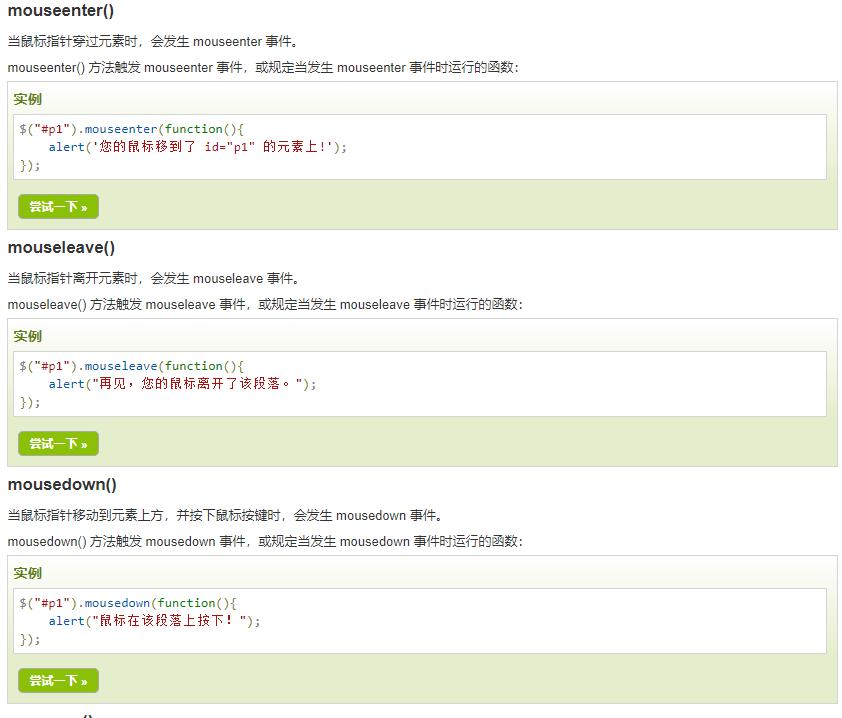 mouseenter()
当鼠标指针穿过元素时，会发生 mouseenter 事件。
mouseenter() 方法触发 mouseenter 事件，或规定当发生 mouseenter 事件时运行的函数：
实例
$("#p1").mouseenter(function(){
    alert('您的鼠标移到了 id="p1" 的元素上!');
});
尝试一下 »
mouseleave()
当鼠标指针离开元素时，会发生 mouseleave 事件。
mouseleave() 方法触发 mouseleave 事件，或规定当发生 mouseleave 事件时运行的函数：
实例
$("#p1").mouseleave(function(){
    alert("再见，您的鼠标离开了该段落。");
});
尝试一下 »
mousedown()
当鼠标指针移动到元素上方，并按下鼠标按键时，会发生 mousedown 事件。
mousedown() 方法触发 mousedown 事件，或规定当发生 mousedown 事件时运行的函数：
实例
$("#p1").mousedown(function(){
    alert("鼠标在该段落上按下！");
});
尝试一下 »